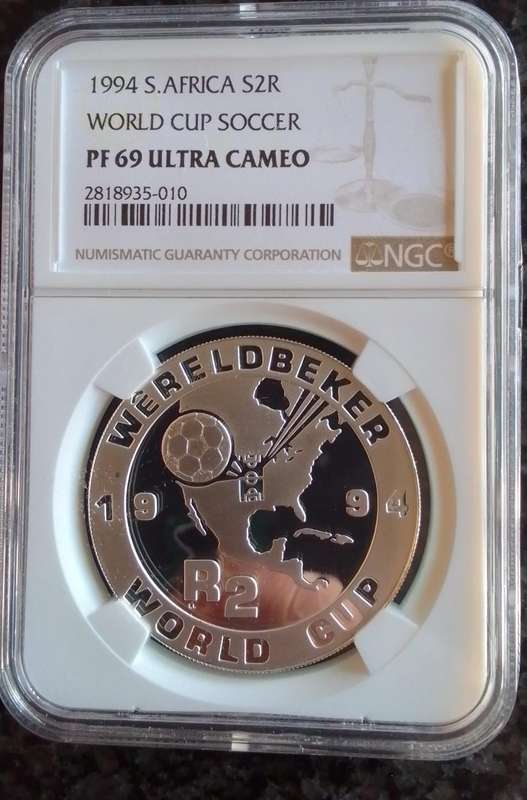 1994 S.AFRICA S2R
WORLD CUP SOCCER
PF 69 ULTRA CAMEO
2818935-010
NUMISMATIC GUARANTY CORPORATION
NGC®
WÊRELDBEKER
1994
USA
R2
WORLD CUP